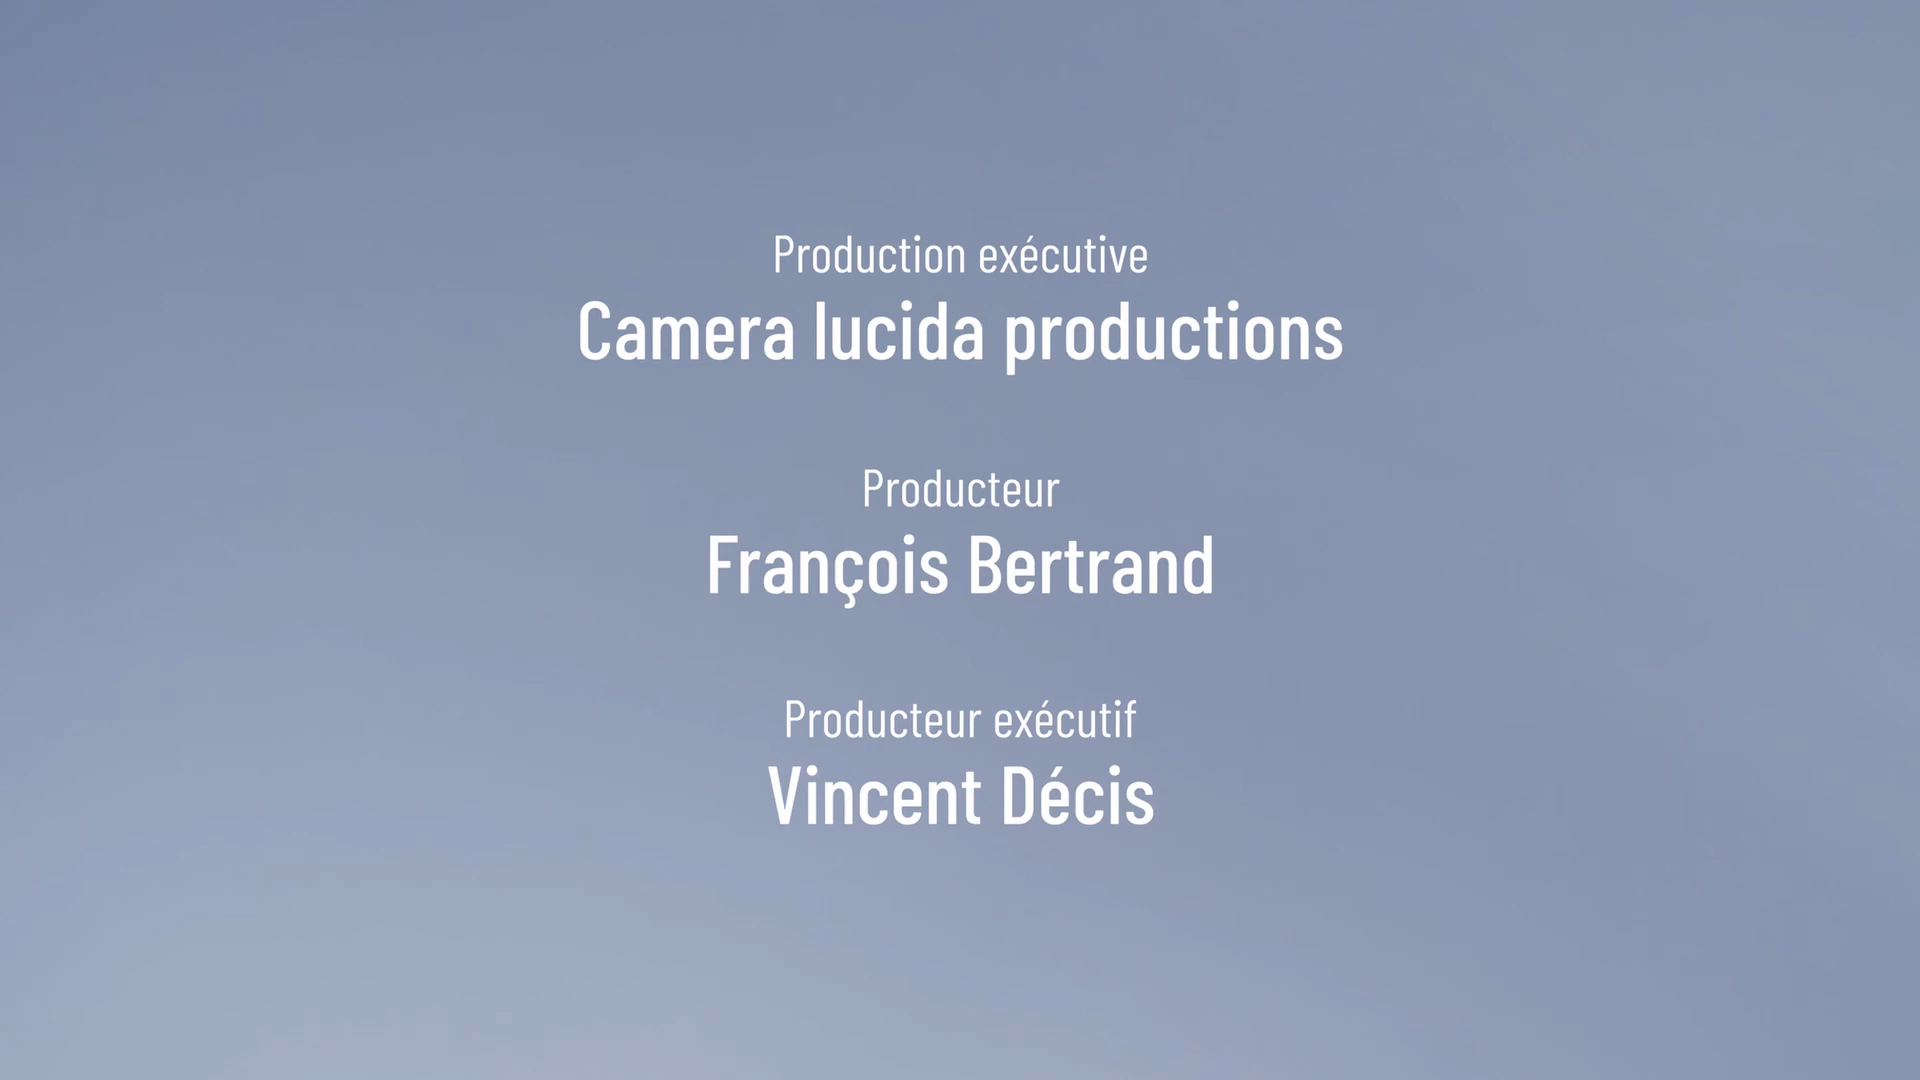 Production exécutive
Camera lucida productions
Producteur
François Bertrand
Producteur exécutif
Vincent Décis